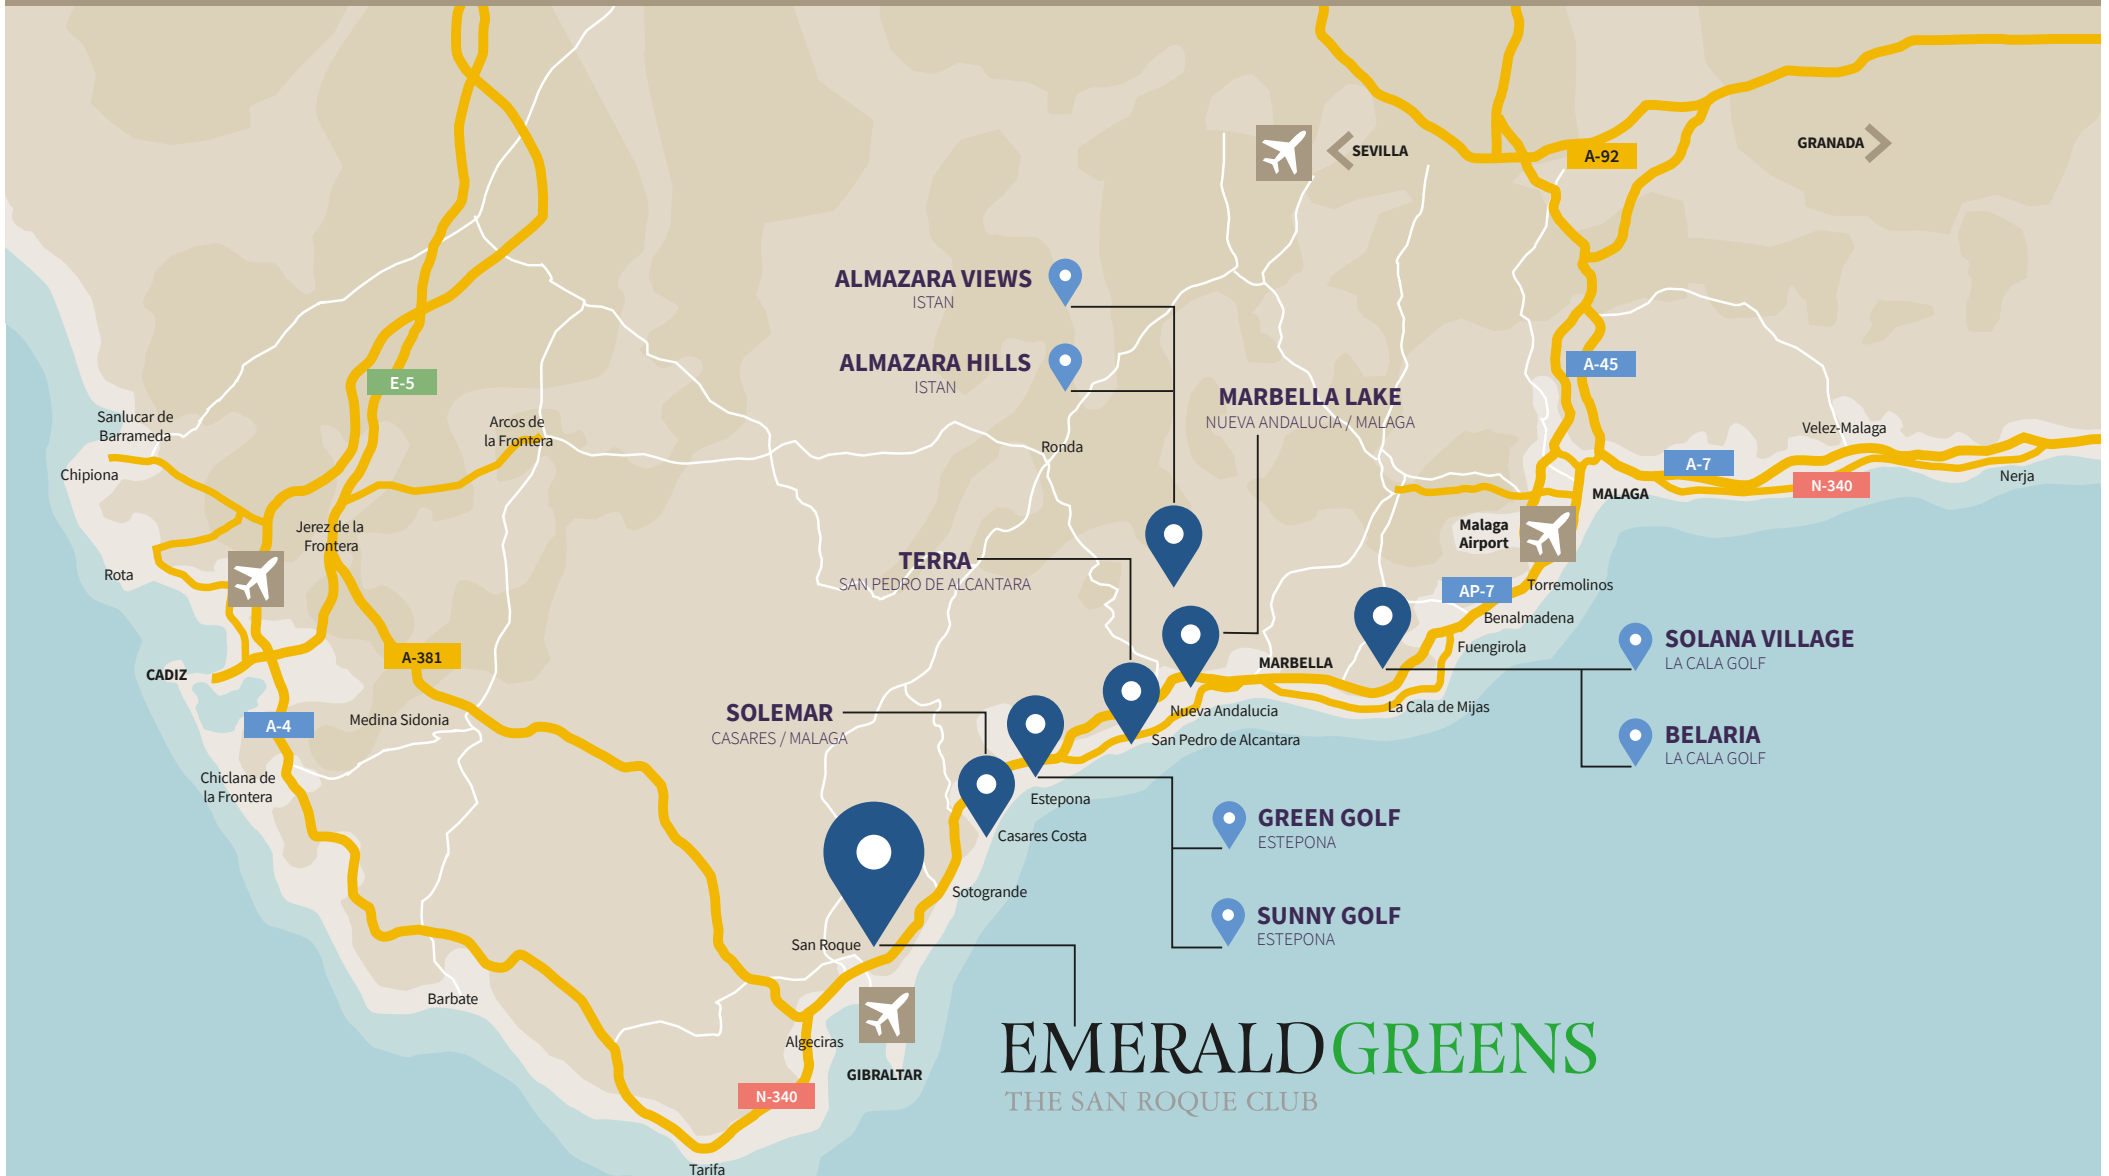 SEVILLA
A-92
GRANADA
ALMAZARA VIEWS
ISTAN
ALMAZARA HILLS
ISTAN
A-45
E-5
MARBELLA LAKE
NUEVA ANDALUCIA / MALAGA
Sanlucar de
Barrameda
Arcos de
la Frontera
Ronda
Velez-Malaga
Chipiona
A-7
N-340
Nerja
MALAGA
Jerez de la
Frontera
Malaga
Airport
TERRA
SAN PEDRO DE ALCANTARA
Rota
AP-7
Torremolinos
Benalmadena
Fuengirola
SOLANA VILLAGE
LA CALA GOLF
A-381
CADIZ
MARBELLA
La Cala de Mijas
Nueva Andalucia
SOLEMAR
CASARES / MALAGA
Medina Sidonia
A-4
San Pedro de Alcantara
BELARIA
LA CALA GOLF
Chiclana de
la Frontera
Estepona
Casares Costa
GREEN GOLF
ESTEPONA
Sotogrande
SUNNY GOLF
ESTEPONA
San Roque
Barbate
Algeciras
GIBRALTAR
N-340
Tarifa
EMERALDGREENS
THE SAN ROQUE CLUB